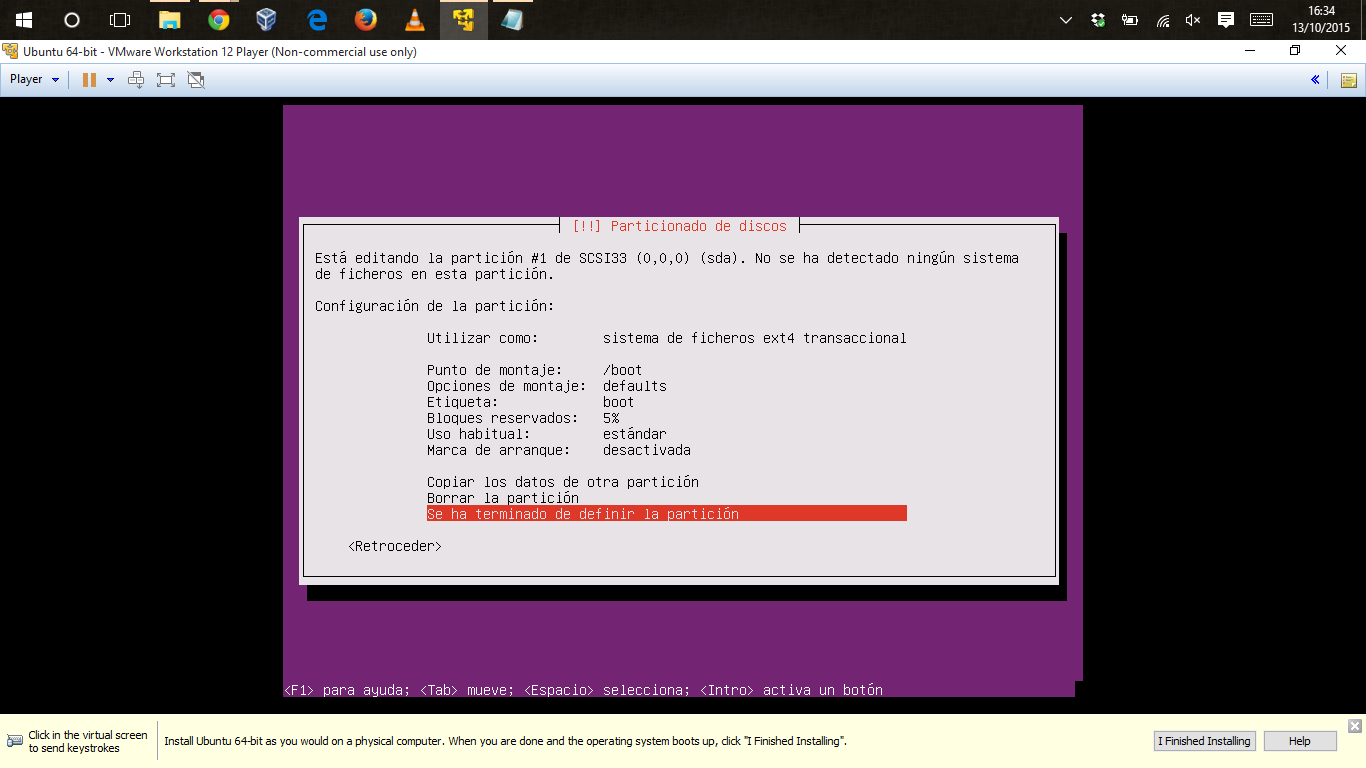 16:34
13/10/2015
Ubuntu 64-bit - VMware Workstation 12 Player (Non-commercial use only)
Player
[!!] Particionado de discos
Está editando la partición #1 de SCSI33 (0,0,0) (sda). No se ha detectado ningún sistema
de ficheros en esta partición.
Configuración de la partición:
Utilizar como: sistema de ficheros ext4 transaccional
Punto de montaje: /boot
Opciones de montaje: defaults
Etiqueta: boot
Bloques reservados: 5%
Uso habitual: estándar
Marca de arranque: desactivada
Copiar los datos de otra partición
Borrar la partición
Se ha terminado de definir la partición
<Retroceder>
<F1> para ayuda; <Tab> mueve; <Espacio> selecciona; <Intro> activa un botón
Click in the virtual screen
to send keystrokes
Install Ubuntu 64-bit as you would on a physical computer. When you are done and the operating system boots up, click "I Finished Installing".
I Finished Installing
Help